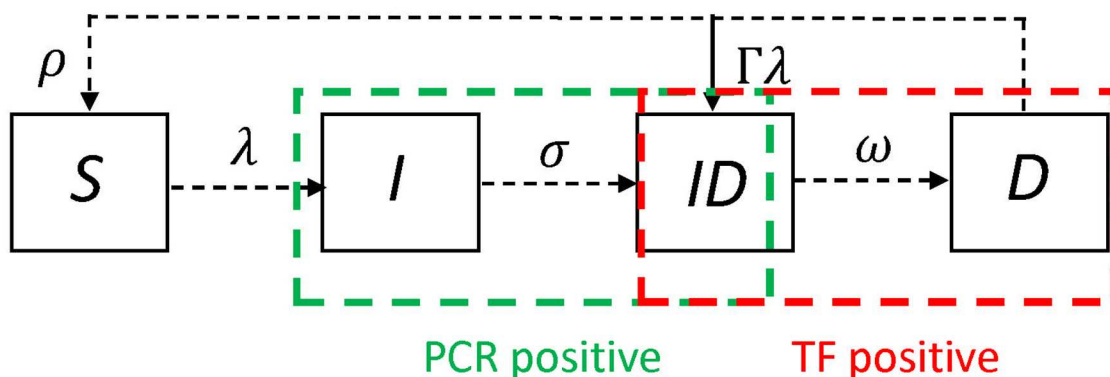 ρ Γλ
S λ I σ ID ω D
PCR positive TF positive